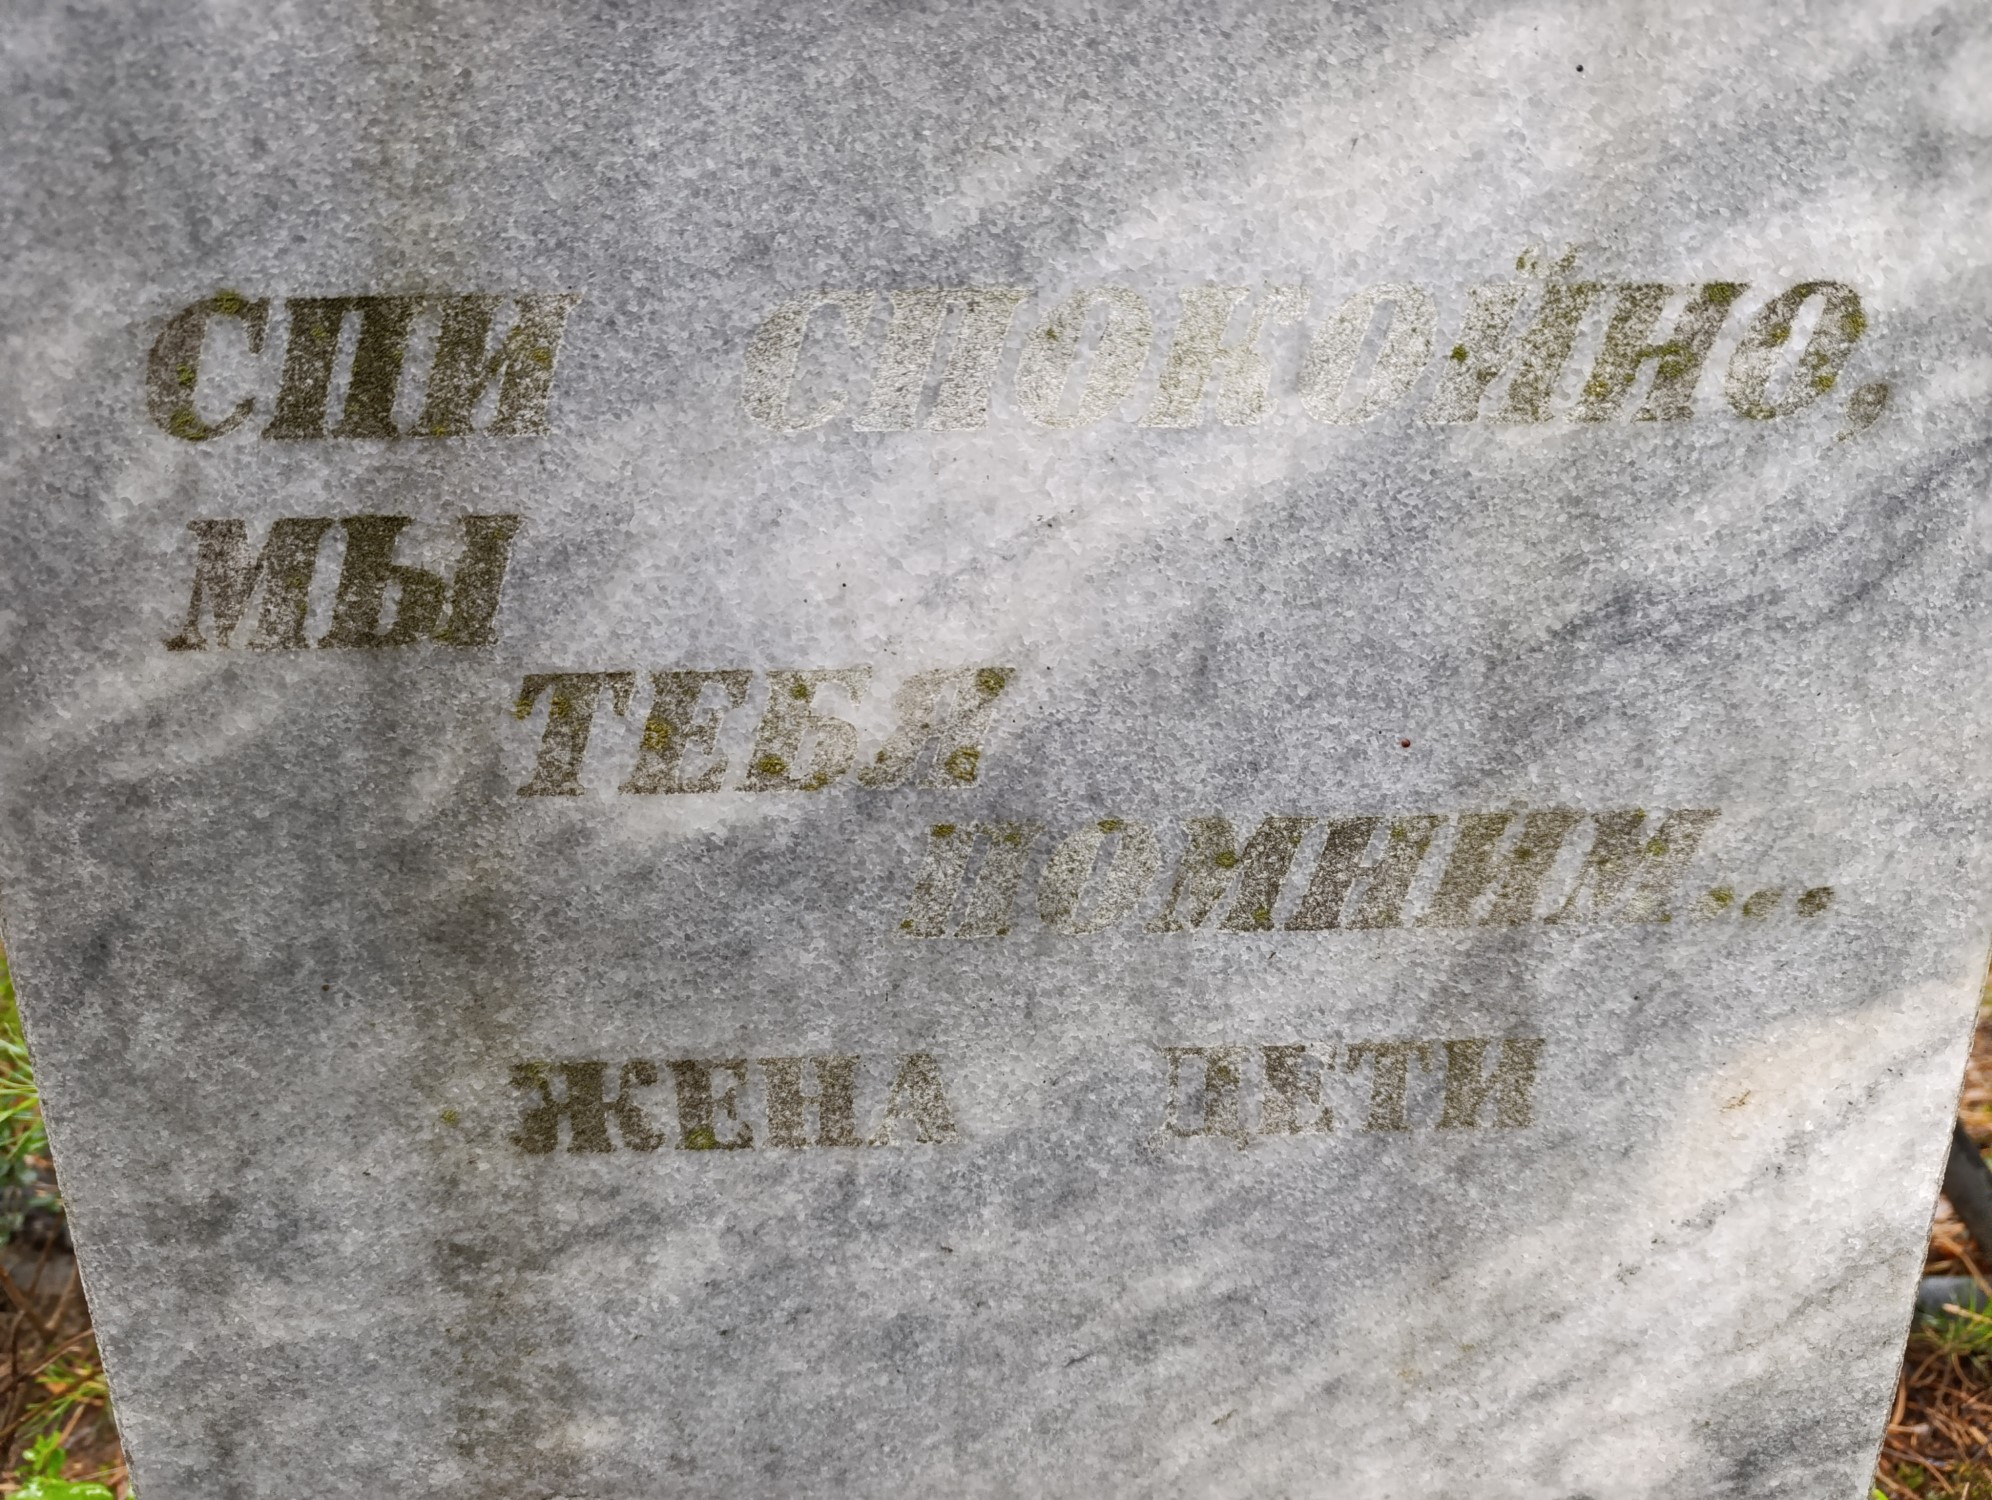 СПИ СПОКОЙНО,
МЫ
ТЕБЯ
ПОМНИМ...
ЖЕНА ДЕТИ